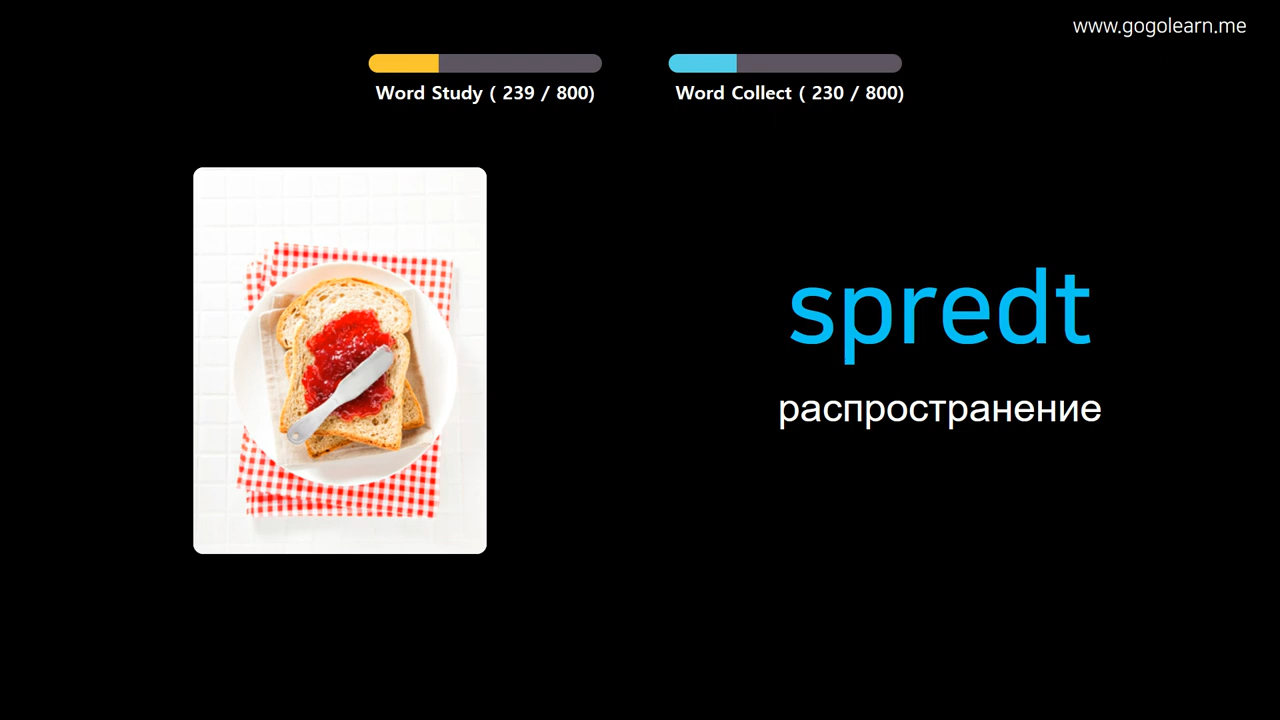 www.gogolearn.me
Word Study ( 239 / 800)
Word Collect ( 230 / 800)
spredt
распространение